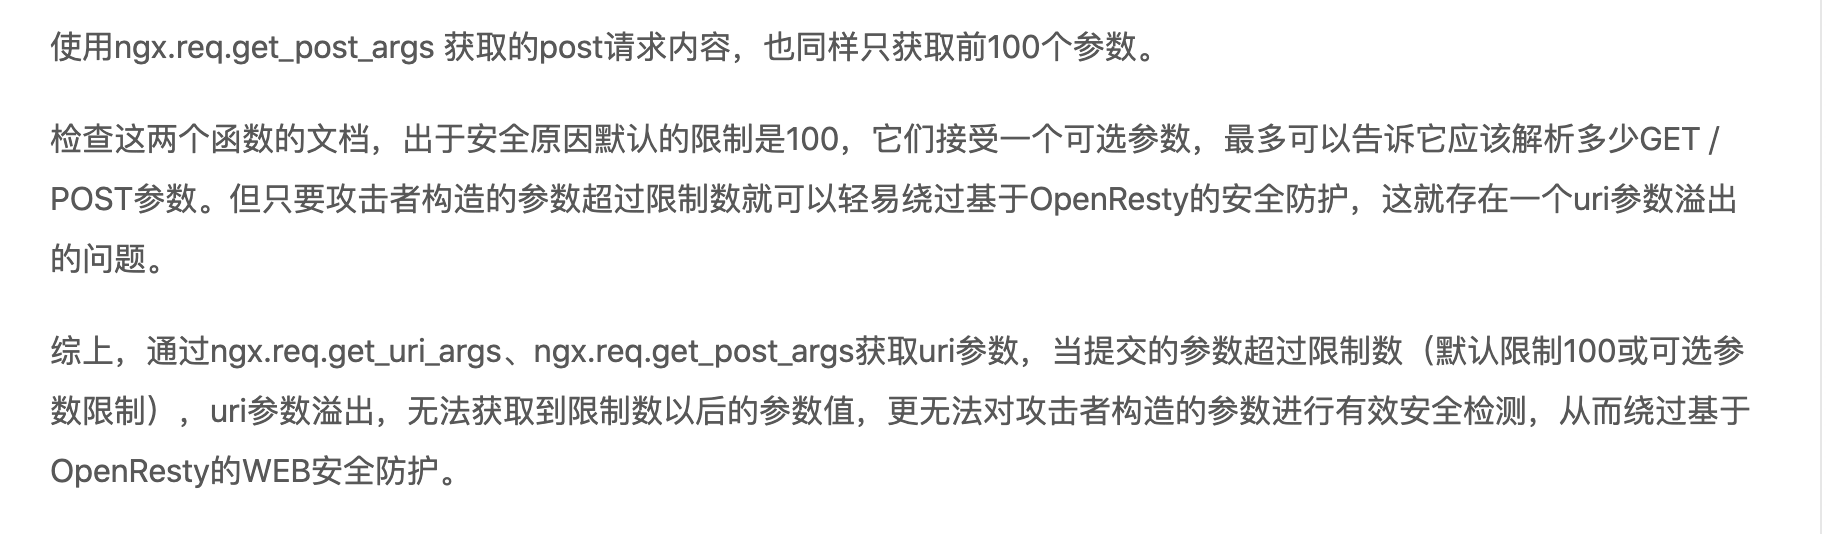 使用ngx.req.get_post_args 获取的post请求内容，也同样只获取前100个参数。
检查这两个函数的文档，出于安全原因默认的限制是100，它们接受一个可选参数，最多可以告诉它应该解析多少GET /
POST参数。但只要攻击者构造的参数超过限制数就可以轻易绕过基于OpenResty的安全防护，这就存在一个uri参数溢出
的问题。
综上，通过ngx.req.get_uri_args、ngx.req.get_post_args获取uri参数，当提交的参数超过限制数（默认限制100或可选参
数限制），uri参数溢出，无法获取到限制数以后的参数值，更无法对攻击者构造的参数进行有效安全检测，从而绕过基于
OpenResty的WEB安全防护。